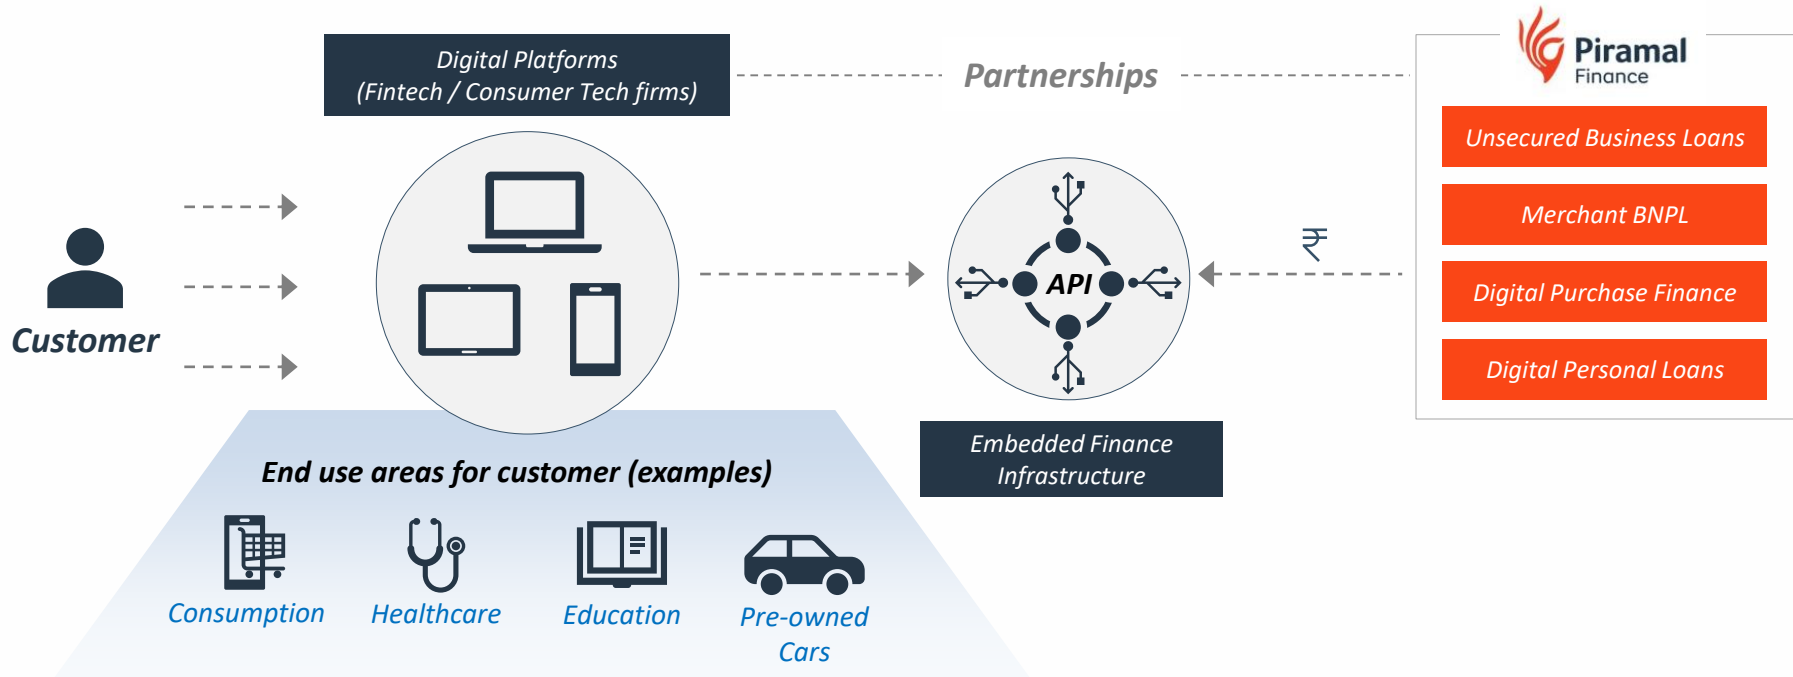 Digital Platforms
(Fintech / Consumer Tech firms)
Partnerships
Piramal
Finance
Unsecured Business Loans
Merchant BNPL
Digital Purchase Finance
Digital Personal Loans
Customer
API
₹
Embedded Finance
Infrastructure
End use areas for customer (examples)
Consumption
Healthcare
Education
Pre-owned
Cars